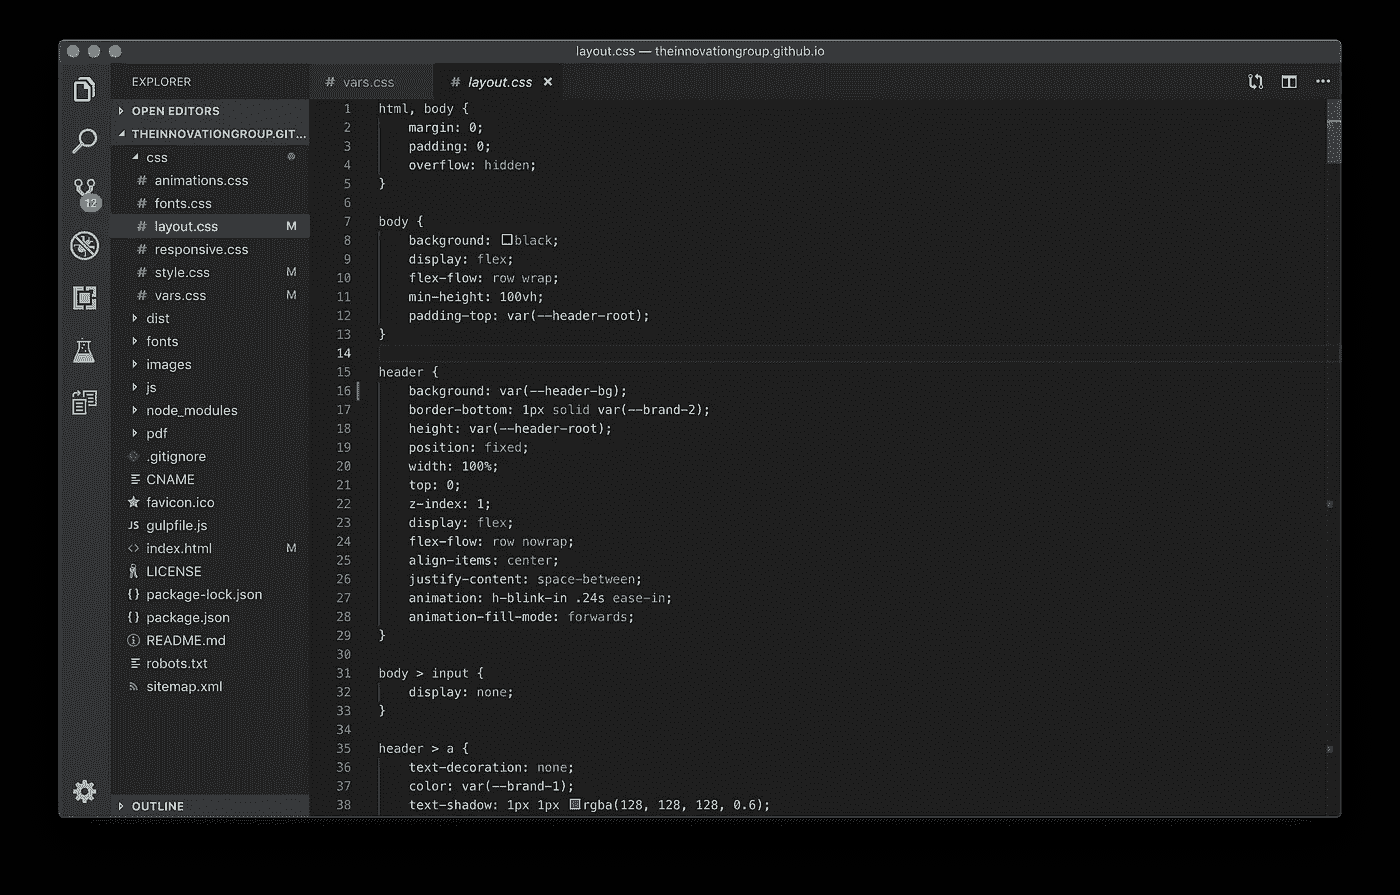 layout.css — theinnovationgroup.github.io
EXPLORER
OPEN EDITORS
THEINNOVATIONGROUP.GIT...
css
# animations.css
# fonts.css
# layout.css M
# responsive.css
# style.css M
# vars.css M
dist
fonts
images
js
node_modules
pdf
.gitignore
CNAME
favicon.ico
JS gulpfile.js
<> index.html M
LICENSE
{} package-lock.json
{} package.json
README.md
robots.txt
sitemap.xml
OUTLINE
12
# vars.css
# layout.css ×
1 html, body {
2 margin: 0;
3 padding: 0;
4 overflow: hidden;
5 }
6
7 body {
8 background: black;
9 display: flex;
10 flex-flow: row wrap;
11 min-height: 100vh;
12 padding-top: var(--header-root);
13 }
14
15 header {
16 background: var(--header-bg);
17 border-bottom: 1px solid var(--brand-2);
18 height: var(--header-root);
19 position: fixed;
20 width: 100%;
21 top: 0;
22 z-index: 1;
23 display: flex;
24 flex-flow: row nowrap;
25 align-items: center;
26 justify-content: space-between;
27 animation: h-blink-in .24s ease-in;
28 animation-fill-mode: forwards;
29 }
30
31 body > input {
32 display: none;
33 }
34
35 header > a {
36 text-decoration: none;
37 color: var(--brand-1);
38 text-shadow: 1px 1px rgba(128, 128, 128, 0.6);